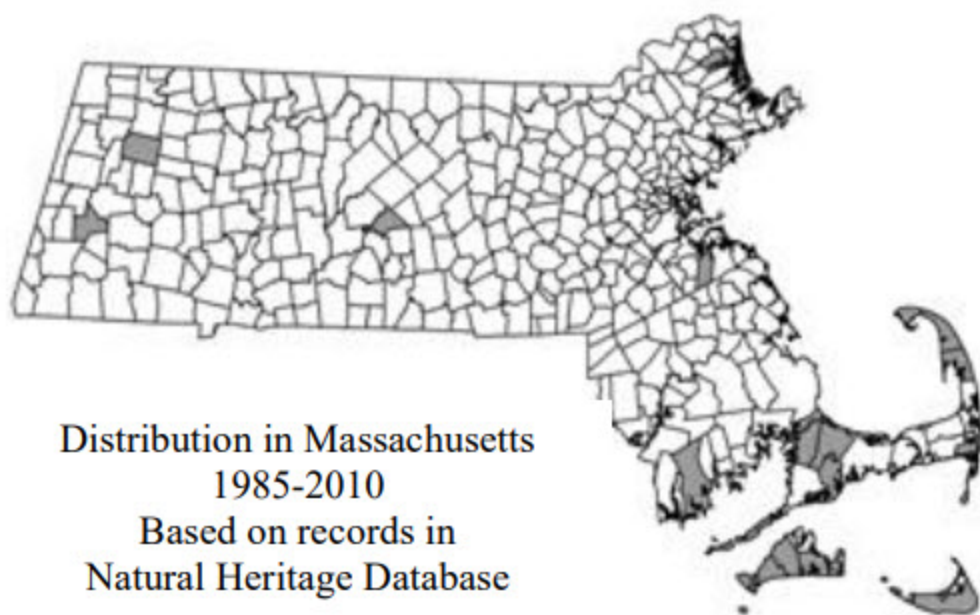 Distribution in Massachusetts
1985-2010
Based on records in
Natural Heritage Database